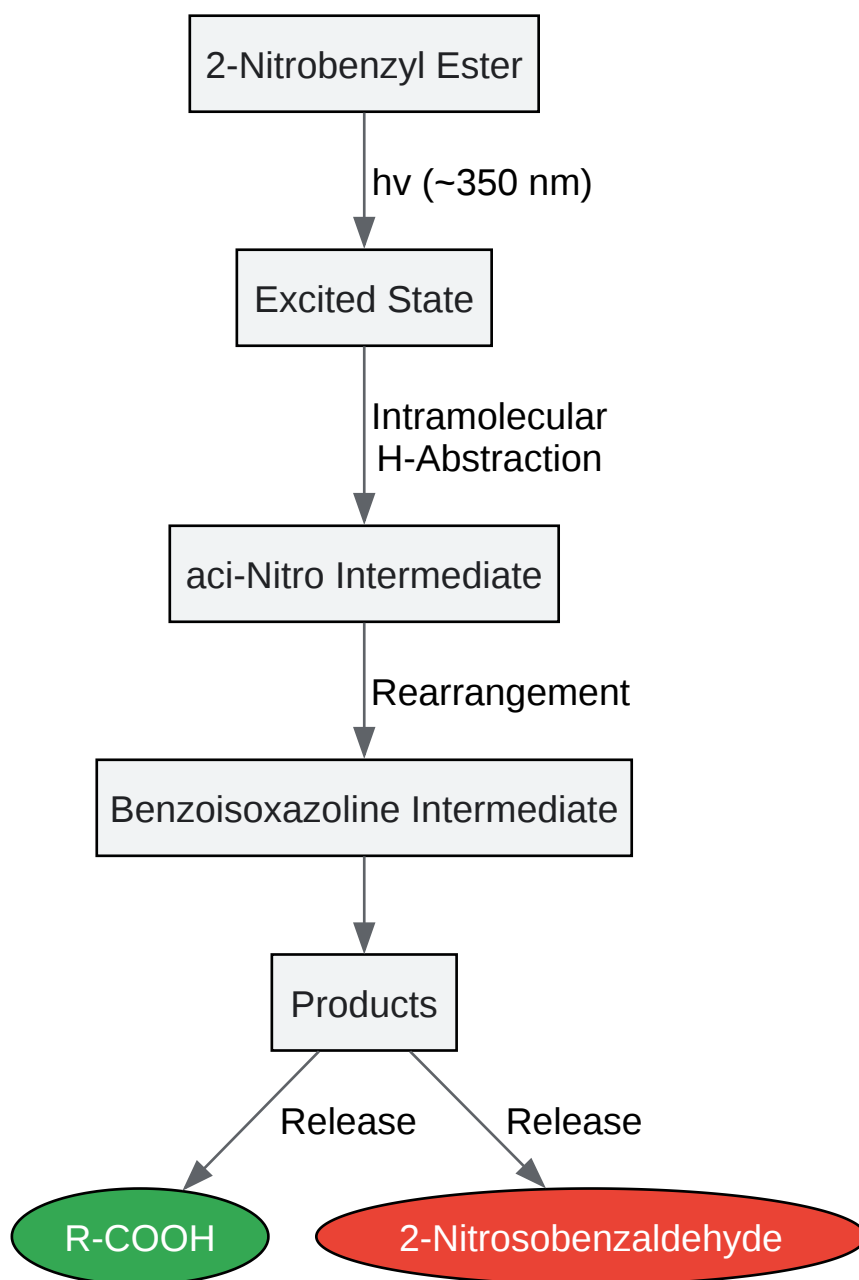 2-Nitrobenzyl Ester
hv (~350 nm)
Excited State
Intramolecular
H-Abstraction
aci-Nitro Intermediate
Rearrangement
Benzoisoxazoline Intermediate
Products
Release
Release
R-COOH
2-Nitrosobenzaldehyde